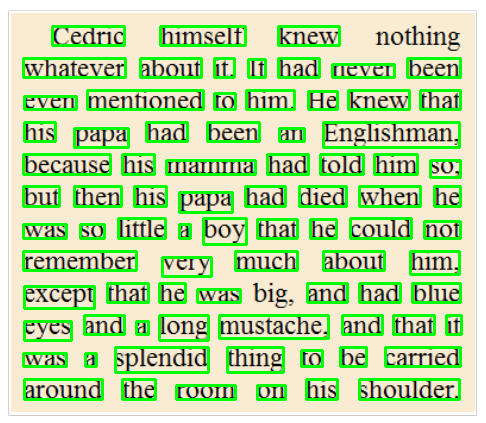 Cedric himself knew nothing
whatever about it. It had never been
even mentioned to him. He knew that
his papa had been an Englishman,
because his mamma had told him so;
but then his papa had died when he
was so little a boy that he could not
remember very much about him,
except that he was big, and had blue
eyes and a long mustache, and that it
was a splendid thing to be carried
around the room on his shoulder.